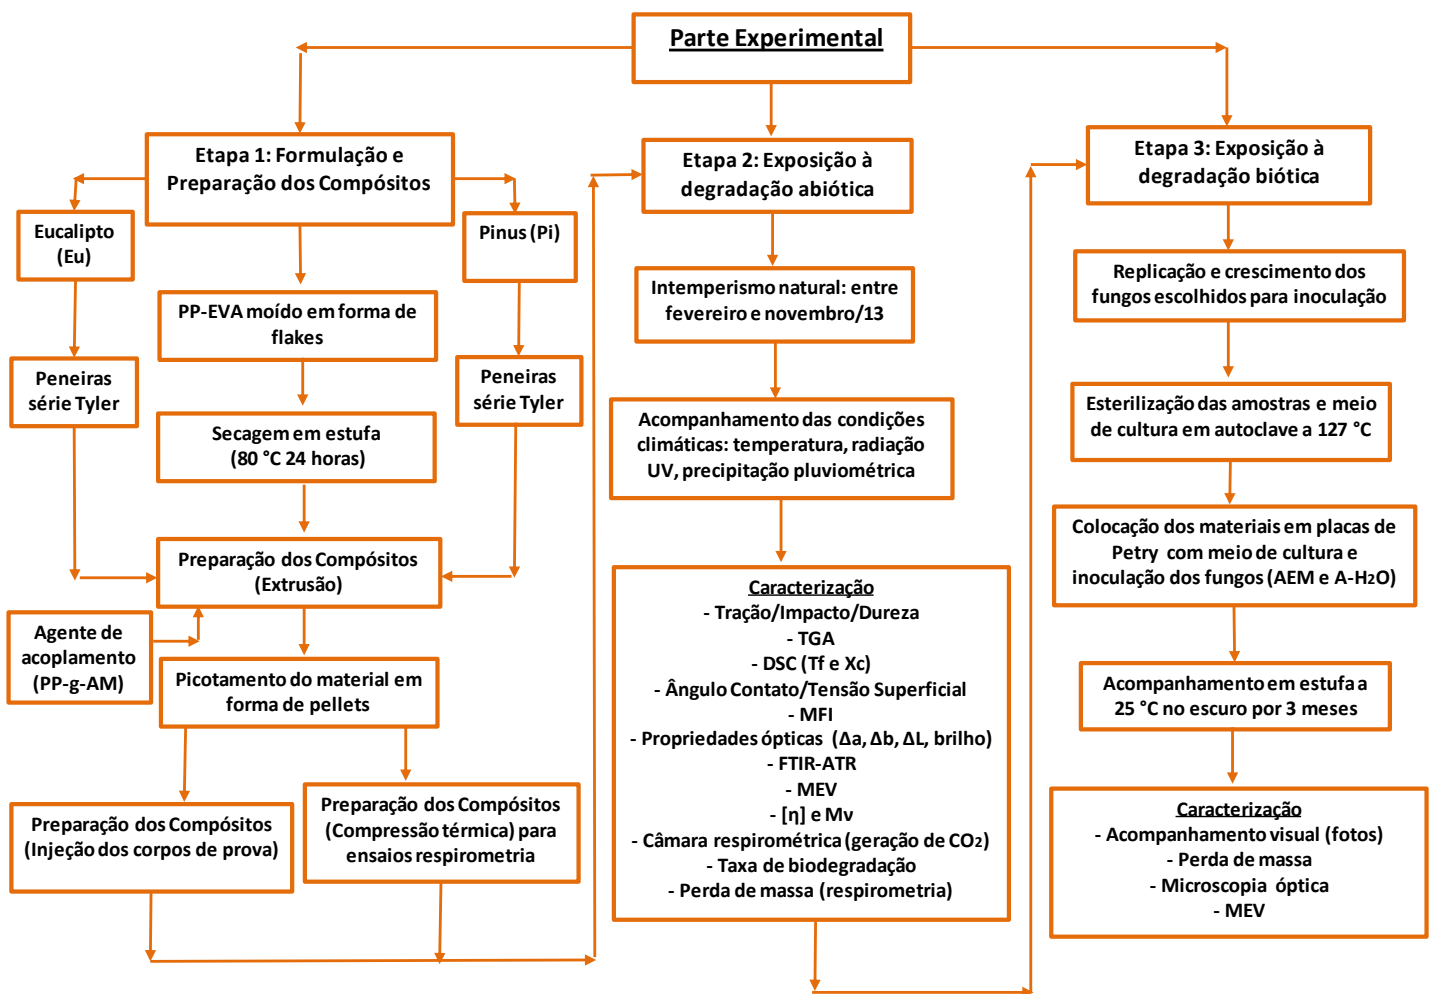 Parte Experimental
Etapa 1: Formulação e
Preparação dos Compósitos
Eucalipto
(Eu)
Pinus (Pi)
PP-EVA moído em forma de
flakes
Peneiras
série Tyler
Peneiras
série Tyler
Secagem em estufa
(80 °C 24 horas)
Preparação dos Compósitos
(Extrusão)
Agente de
acoplamento
(PP-g-AM)
Picotamento do material em
forma de pellets
Preparação dos Compósitos
(Injeção dos corpos de prova)
Preparação dos Compósitos
(Compressão térmica) para
ensaios respirometria
Etapa 2: Exposição à
degradação abiótica
Intemperismo natural: entre
fevereiro e novembro/13
Acompanhamento das condições
climáticas: temperatura, radiação
UV, precipitação pluviométrica
Caracterização
- Tração/Impacto/Dureza
- TGA
- DSC (Tf e Xc)
- Ângulo Contato/Tensão Superficial
- MFI
- Propriedades ópticas (Δa, Δb, ΔL, brilho)
- FTIR-ATR
- MEV
- [η] e Mv
- Câmara respirométrica (geração de CO2)
- Taxa de biodegradação
- Perda de massa (respirometria)
Etapa 3: Exposição à
degradação biótica
Replicação e crescimento dos
fungos escolhidos para inoculação
Esterilização das amostras e meio
de cultura em autoclave a 127 °C
Colocação dos materiais em placas de
Petry com meio de cultura e
inoculação dos fungos (AEM e A-H2O)
Acompanhamento em estufa a
25 °C no escuro por 3 meses
Caracterização
- Acompanhamento visual (fotos)
- Perda de massa
- Microscopia óptica
- MEV